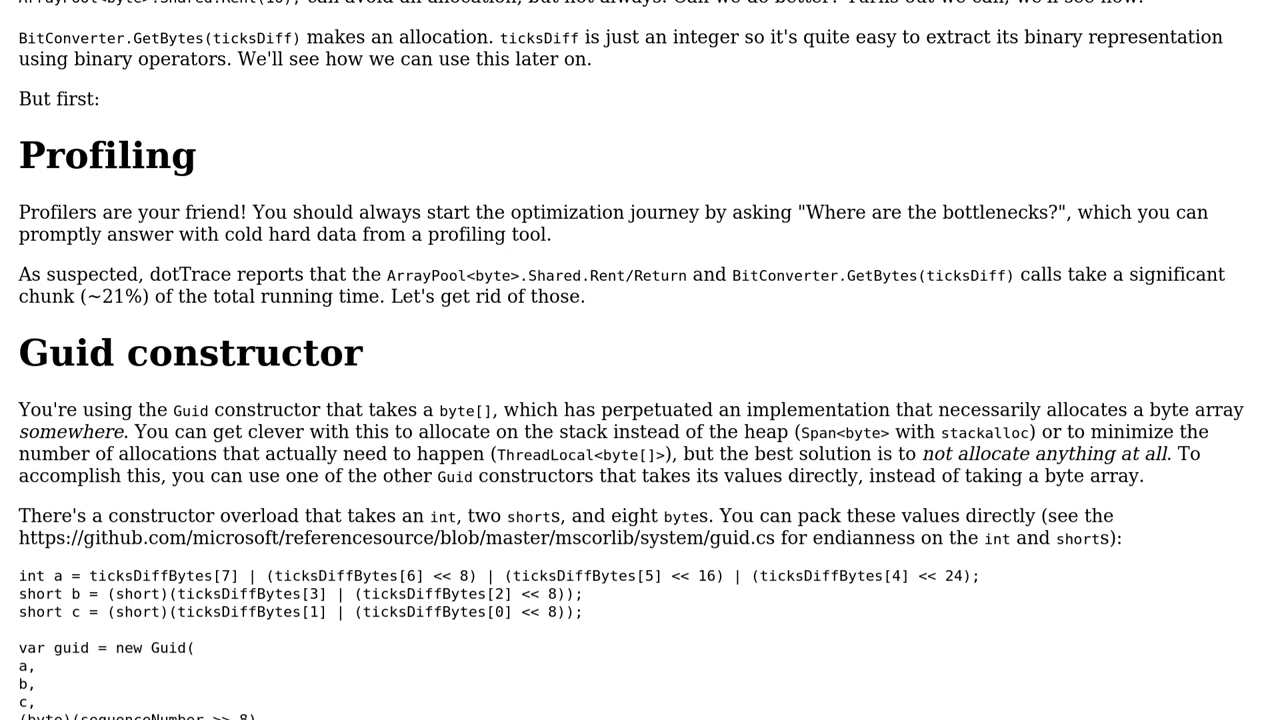 BitConverter.GetBytes(ticksDiff) makes an allocation. ticksDiff is just an integer so it's quite easy to extract its binary representation
using binary operators. We'll see how we can use this later on.
But first:
Profiling
Profilers are your friend! You should always start the optimization journey by asking "Where are the bottlenecks?", which you can
promptly answer with cold hard data from a profiling tool.
As suspected, dotTrace reports that the ArrayPool<byte>.Shared.Rent/Return and BitConverter.GetBytes(ticksDiff) calls take a significant
chunk (~21%) of the total running time. Let's get rid of those.
Guid constructor
You're using the Guid constructor that takes a byte[], which has perpetuated an implementation that necessarily allocates a byte array
somewhere. You can get clever with this to allocate on the stack instead of the heap (Span<byte> with stackalloc) or to minimize the
number of allocations that actually need to happen (ThreadLocal<byte[]>), but the best solution is to not allocate anything at all. To
accomplish this, you can use one of the other Guid constructors that takes its values directly, instead of taking a byte array.
There's a constructor overload that takes an int, two shorts, and eight bytes. You can pack these values directly (see the
https://github.com/microsoft/referencesource/blob/master/mscorlib/system/guid.cs for endianness on the int and shorts):
int a = ticksDiffBytes[7] | (ticksDiffBytes[6] << 8) | (ticksDiffBytes[5] << 16) | (ticksDiffBytes[4] << 24);
short b = (short)(ticksDiffBytes[3] | (ticksDiffBytes[2] << 8));
short c = (short)(ticksDiffBytes[1] | (ticksDiffBytes[0] << 8));
var guid = new Guid(
a,
b,
c,
(byte)(sequenceNumber >> 8)